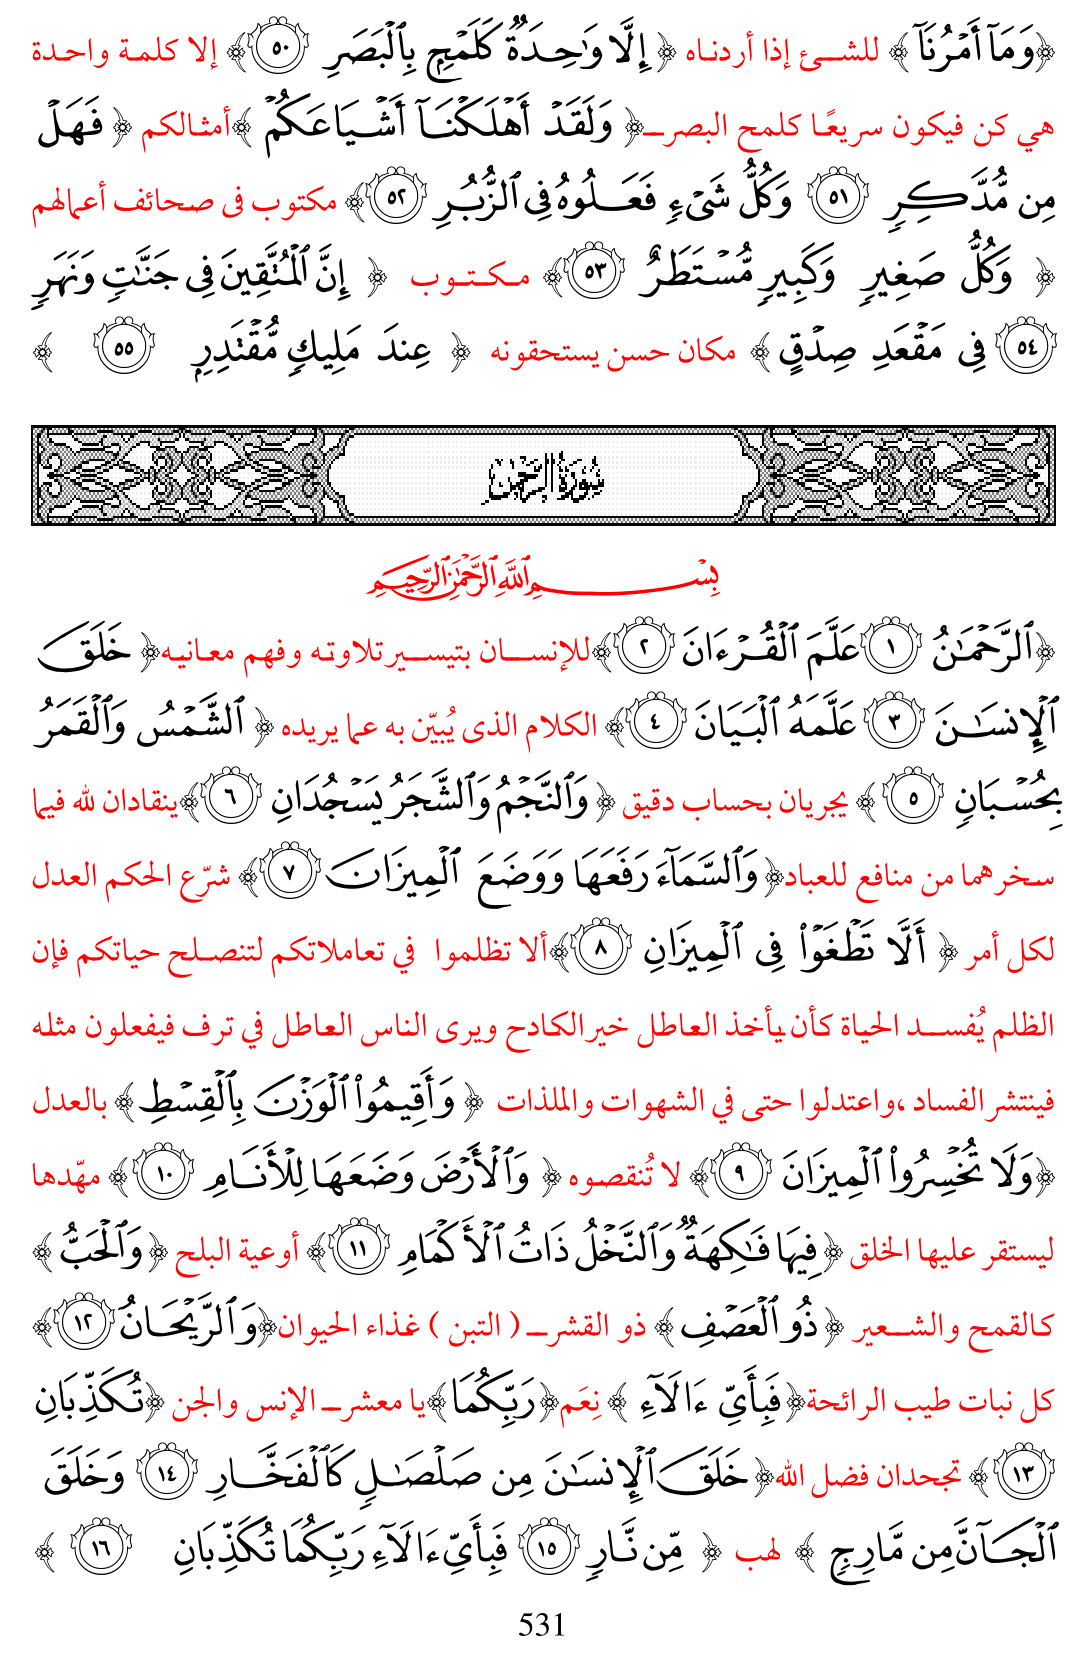 ﴿وَمَآ أَمْرُنَآ ﴾ للشئ إذا أردناه ﴿ إِلَّا وَٰحِدَةٌ كَلَمْحٍۭ بِٱلْبَصَرِ ٥٠﴾ إلا كلمة واحدة
هي كن فيكون سريعًا كلمح البصر ﴿ وَلَقَدْ أَهْلَكْنَآ أَشْيَاعَكُمْ ﴾أمثالكم ﴿ فَهَلْ
مِن مُّدَّكِرٍ ٥١ وَكُلُّ شَىْءٍ فَعَلُوهُ فِى ٱلزُّبُرِ ٥٢﴾ مكتوب فى صحائف أعمالهم
﴿ وَكُلُّ صَغِيرٍ وَكَبِيرٍ مُّسْتَطَرٌ ٥٣﴾ مكتوب ﴿ إِنَّ ٱلْمُتَّقِينَ فِى جَنَّٰتٍ وَنَهَرٍ
٥٤ فِى مَقْعَدِ صِدْقٍ ﴾ مكان حسن يستحقونه ﴿ عِندَ مَلِيكٍ مُّقْتَدِرٍۭ ٥٥ ﴾
سُورَةُ الرَّحْمٰن
بِسْمِ ٱللَّهِ ٱلرَّحْمَٰنِ ٱلرَّحِيمِ
﴿ٱلرَّحْمَٰنُ ١ عَلَّمَ ٱلْقُرْءَانَ ٢﴾للإنسان بتيسير تلاوته وفهم معانيه﴿ خَلَقَ
ٱلْإِنسَٰنَ ٣ عَلَّمَهُ ٱلْبَيَانَ ٤﴾ الكلام الذى يُبيّن به عما يريده ﴿ ٱلشَّمْسُ وَٱلْقَمَرُ
بِحُسْبَانٍ ٥ ﴾ يجريان بحساب دقيق ﴿ وَٱلنَّجْمُ وَٱلشَّجَرُ يَسْجُدَانِ ٦ ﴾ينقادان لله فيما
سخرهما من منافع للعباد﴿ وَٱلسَّمَآءَ رَفَعَهَا وَوَضَعَ ٱلْمِيزَانَ ٧﴾ شرّع الحكم العدل
لكل أمر ﴿ أَلَّا تَطْغَوْا۟ فِى ٱلْمِيزَانِ ٨﴾ألا تظلموا في تعاملاتكم لتنصلح حياتكم فإن
الظلم يُفسد الحياة كأن يأخذ العاطل خير الكادح ويرى الناس العاطل في ترف فيفعلون مثله
فينتشر الفساد ،واعتدلوا حتى في الشهوات والملذات ﴿ وَأَقِيمُوا۟ ٱلْوَزْنَ بِٱلْقِسْطِ﴾ بالعدل
﴿وَلَا تُخْسِرُوا۟ ٱلْمِيزَانَ ٩﴾ لا تُنقصوه ﴿ وَٱلْأَرْضَ وَضَعَهَا لِلْأَنَامِ ١٠﴾ مهّدها
ليستقر عليها الخلق ﴿فِيهَا فَٰكِهَةٌ وَٱلنَّخْلُ ذَاتُ ٱلْأَكْمَامِ ١١﴾ أوعية البلح ﴿وَٱلْحَبُّ ﴾
كالقمح والشعير ﴿ذُو ٱلْعَصْفِ﴾ ذو القشر ( التبن ) غذاء الحيوان﴿وَٱلرَّيْحَانُ ١٢﴾
كل نبات طيب الرائحة﴿فَبِأَىِّ ءَالَآءِ ﴾ نِعَم﴿رَبِّكُمَا﴾يا معشر الإنس والجن ﴿تُكَذِّبَانِ
١٣﴾ تجحدان فضل الله﴿خَلَقَ ٱلْإِنسَٰنَ مِن صَلْصَٰلٍ كَٱلْفَخَّارِ ١٤ وَخَلَقَ
ٱلْجَآنَّ مِن مَّارِجٍ ﴾ لهب ﴿ مِّن نَّارٍ ١٥ فَبِأَىِّ ءَالَآءِ رَبِّكُمَا تُكَذِّبَانِ ١٦ ﴾
531